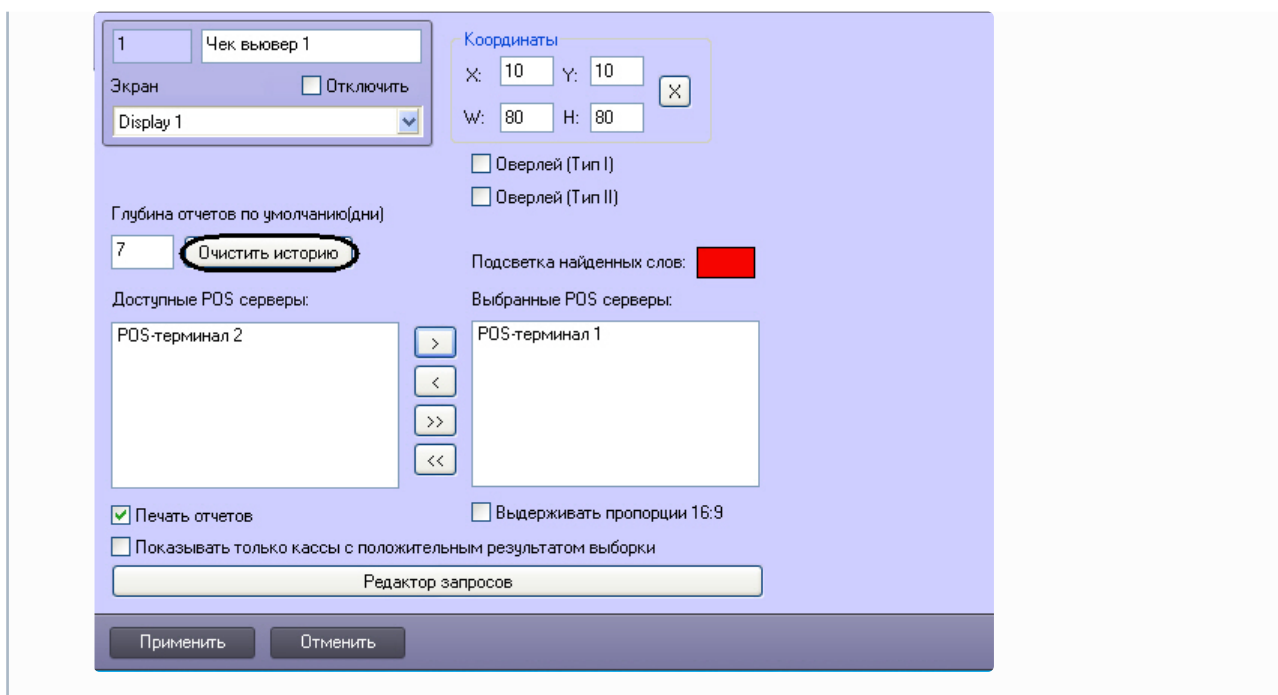 1 Чек вьювер 1
Экран Отключить
Display 1
Координаты
X: 10 Y: 10
X
W: 80 H: 80
Оверлей (Тип I)
Оверлей (Тип II)
Глубина отчетов по умолчанию(дни)
7 Очистить историю
Подсветка найденных слов:
Доступные POS серверы:
Выбранные POS серверы:
POS-терминал 2
>
<
>>
<<
POS-терминал 1
Печать отчетов
Выдерживать пропорции 16:9
Показывать только кассы с положительным результатом выборки
Редактор запросов
Применить Отменить